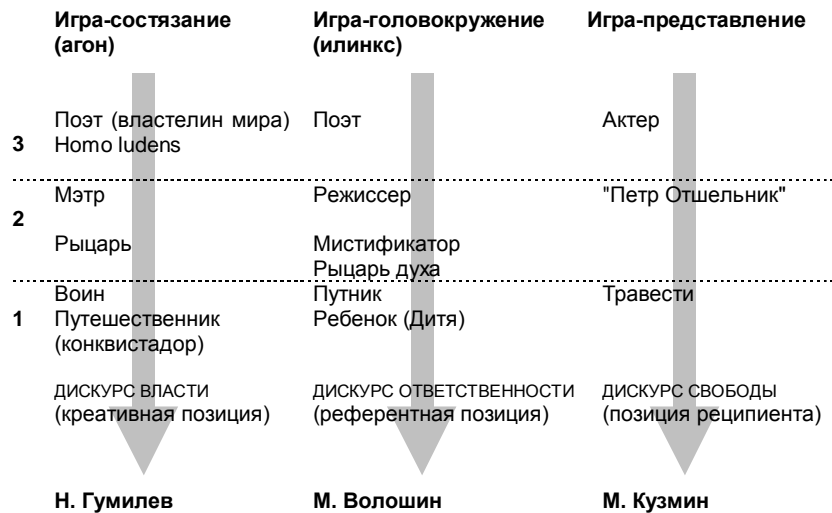 Игра-состязание Игра-головокружение Игра-представление
(агон) (илинкс)
Поэт (властелин мира) Поэт Актер
3 Homo ludens
Мэтр Режиссер "Петр Отшельник"
2
Рыцарь Мистификатор
Рыцарь духа
Воин Путник Травести
1 Путешественник Ребенок (Дитя)
(конквистадор)
ДИСКУРС ВЛАСТИ ДИСКУРС ОТВЕТСТВЕННОСТИ ДИСКУРС СВОБОДЫ
(креативная позиция) (референтная позиция) (позиция реципиента)
Н. Гумилев М. Волошин М. Кузмин